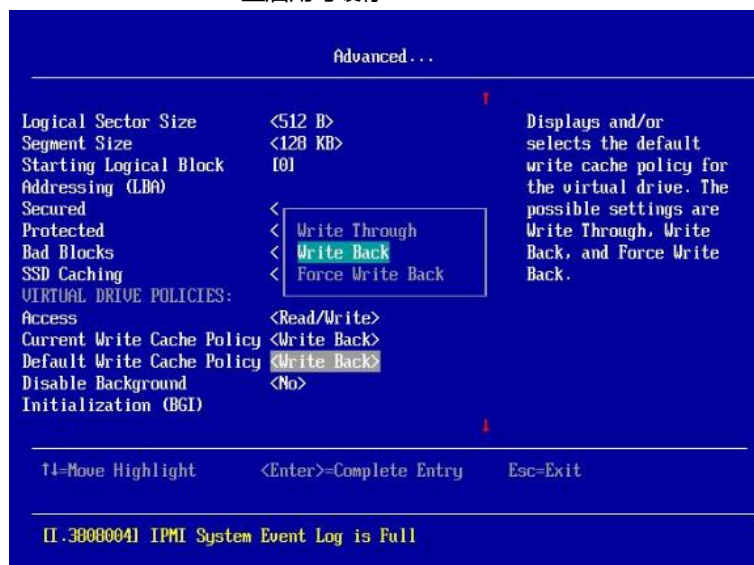 Advanced...
Logical Sector Size <512 B>
Segment Size <128 KB>
Starting Logical Block [0]
Addressing (LBA)
Secured <
Protected <
Bad Blocks <
SSD Caching <
Write Through
Write Back
Force Write Back
VIRTUAL DRIVE POLICIES:
Access <Read/Write>
Current Write Cache Policy <Write Back>
Default Write Cache Policy <Write Back>
Disable Background <No>
Initialization (BGI)
Displays and/or
selects the default
write cache policy for
the virtual drive. The
possible settings are
Write Through, Write
Back, and Force Write
Back.
↑↓=Move Highlight <Enter>=Complete Entry Esc=Exit
[I.3808004] IPMI System Event Log is Full